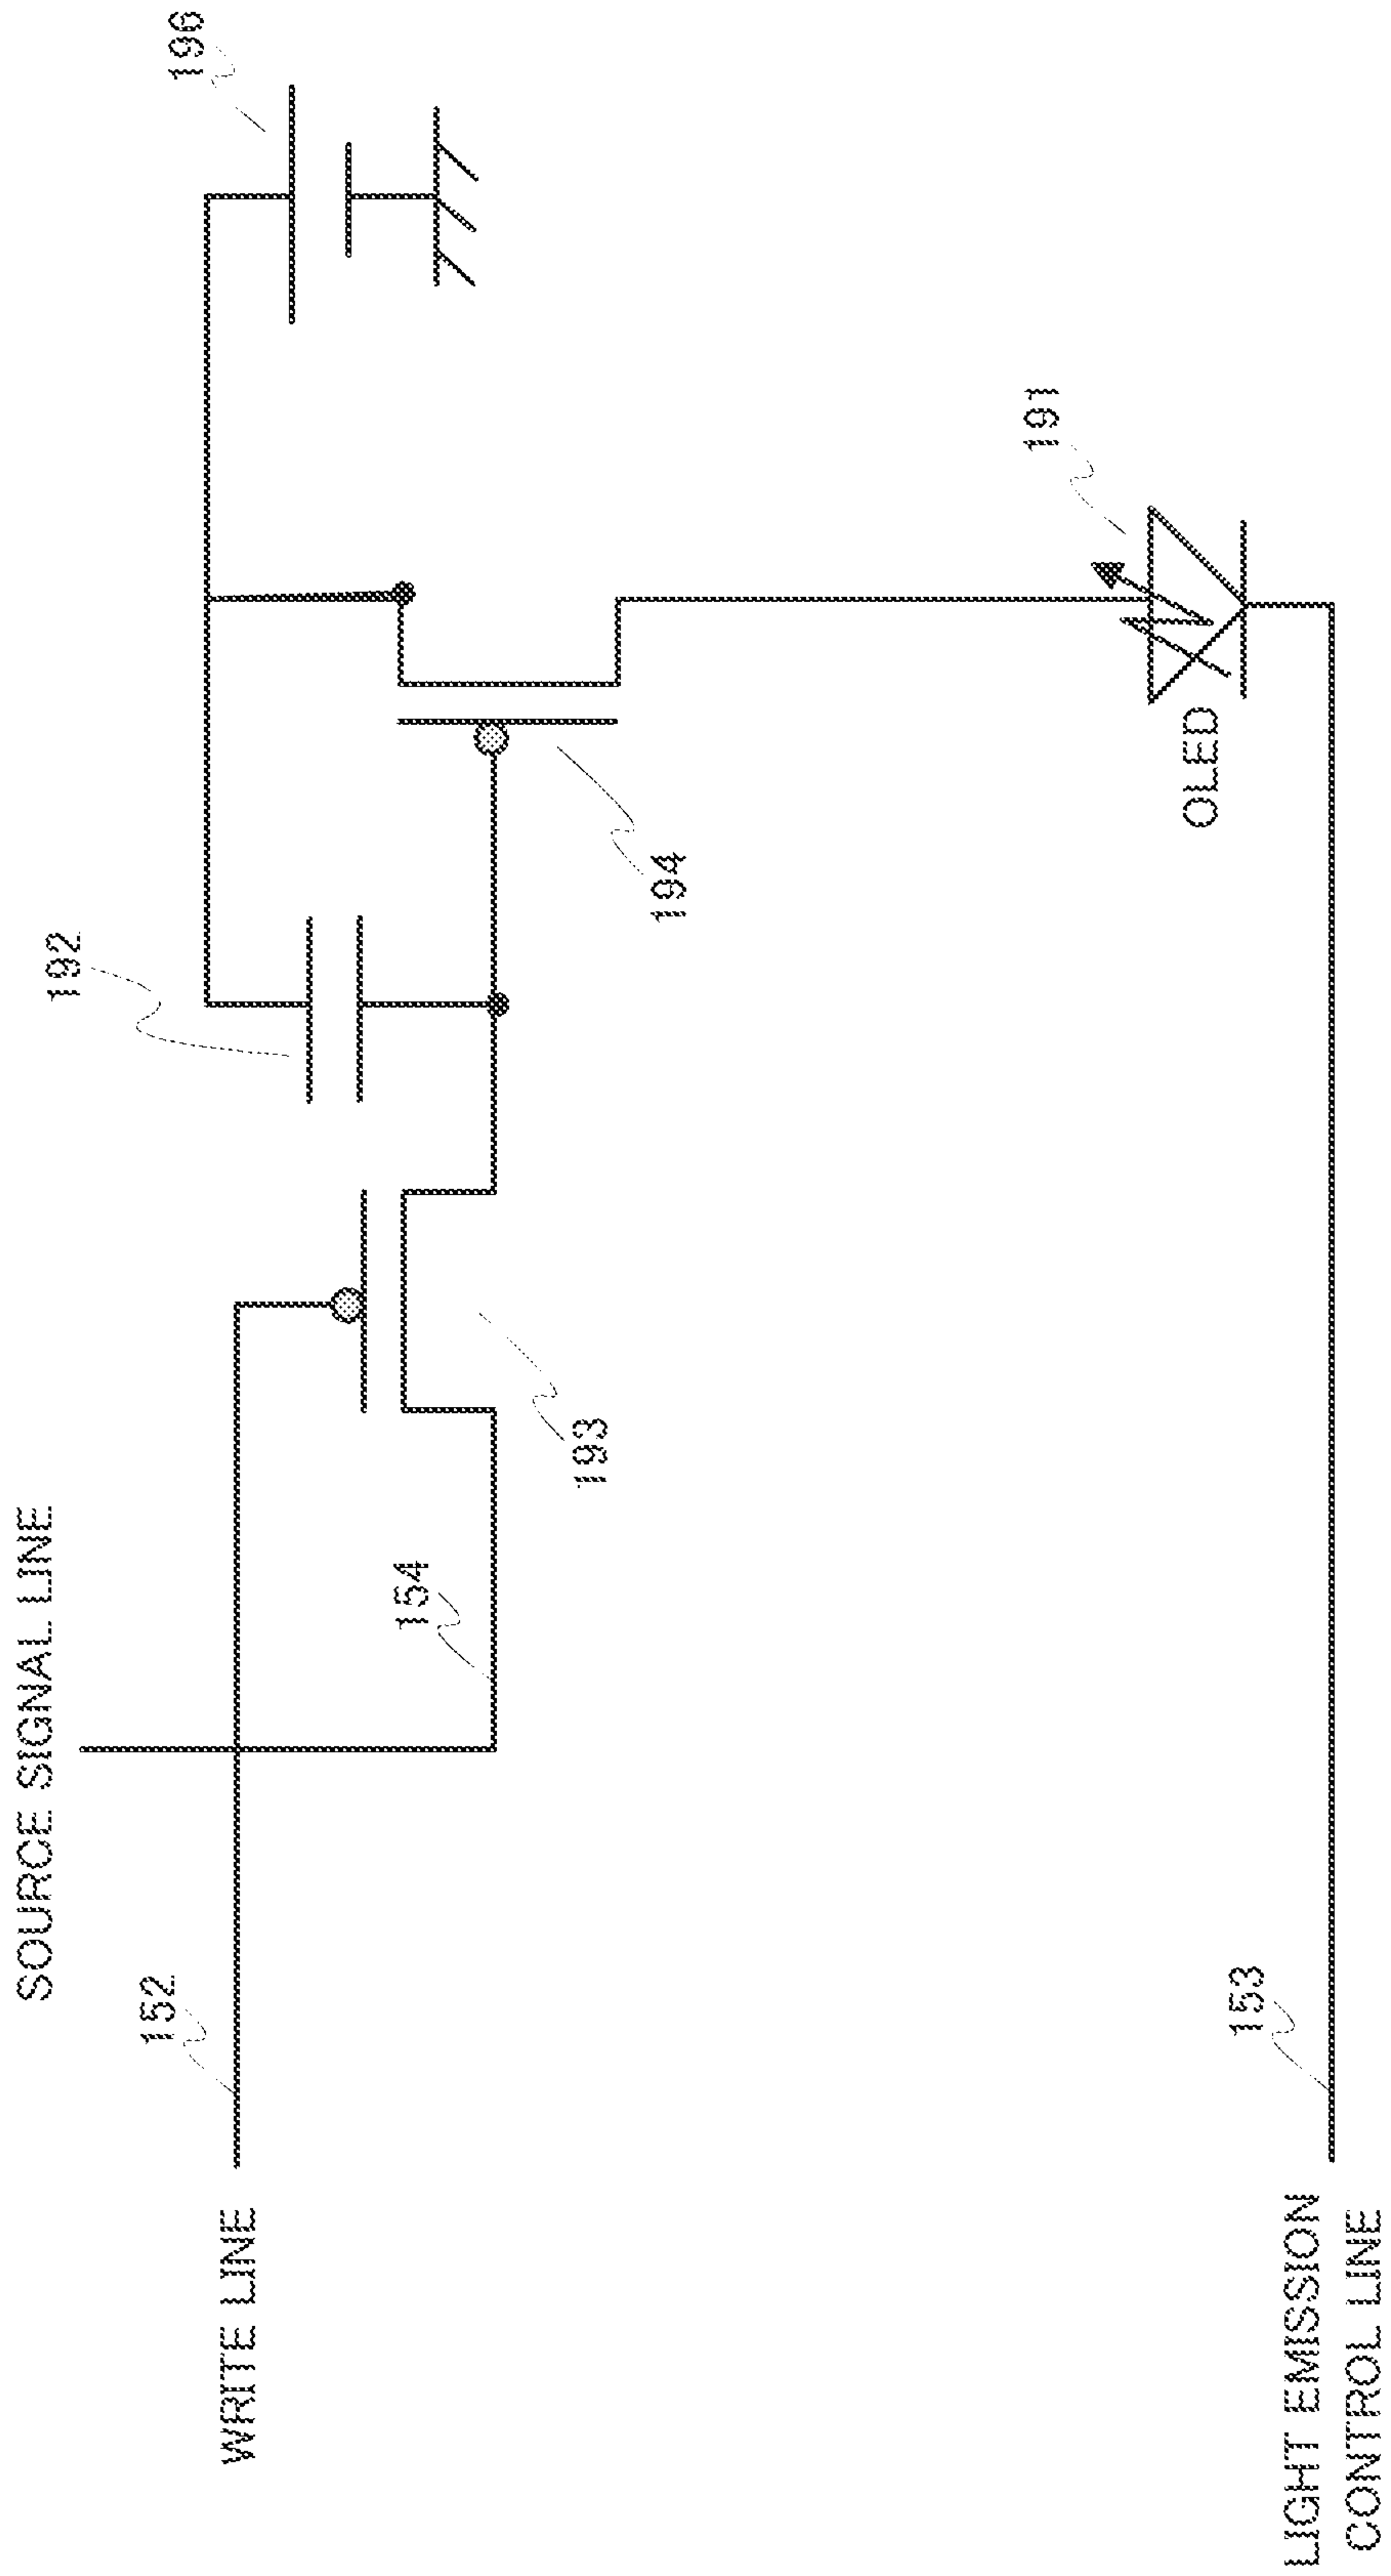 SOURCE SIGNAL LINE
WRITE LINE
152
154
193
192
194
196
191
OLED
LIGHT EMISSION
CONTROL LINE
153